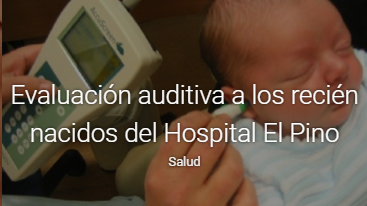 Evaluación auditiva a los recién
nacidos del Hospital El Pino
Salud